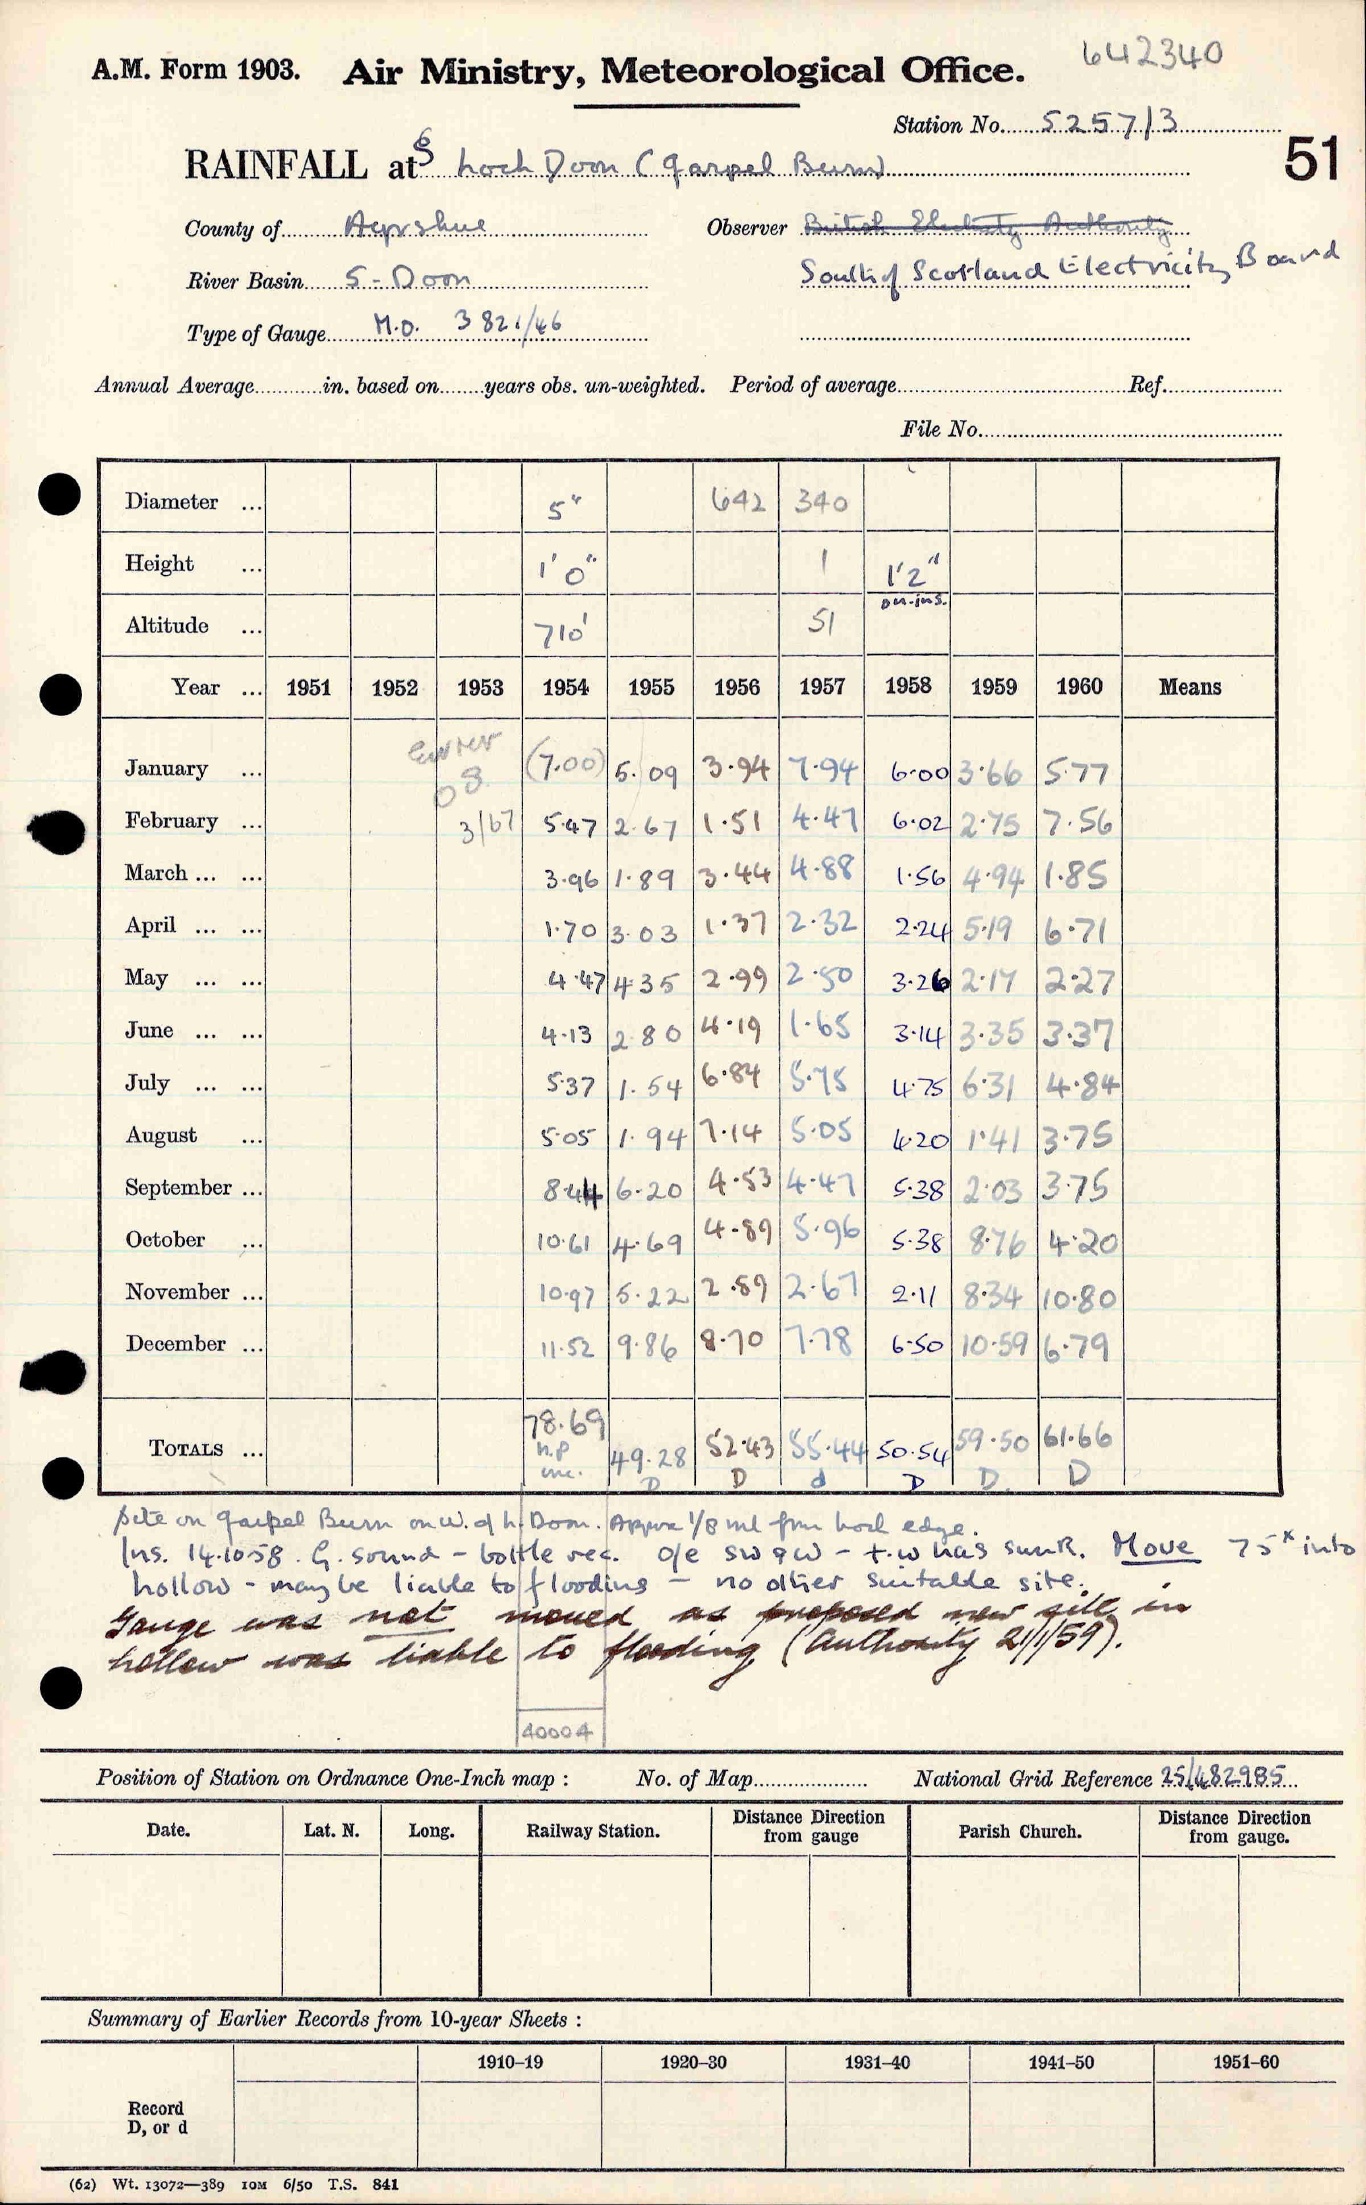 642340
A.M. Form 1903. Air Ministry, Meteorological Office.
Station No. 5257/3
51
RAINFALL at Loch Doon (Garpel Burn)
County of Ayrshire Observer British Electricity Authority
South of Scotland Electricity Board
River Basin S - Doon
Type of Gauge M.O. 3821/46
Annual Average in. based on years obs. un-weighted. Period of average Ref.
File No.
Diameter ... 5" 642 340
Height ... 1' 0" 1 1'2"
on-ins.
Altitude ... 710' 51
Year ... 1951 1952 1953 1954 1955 1956 1957 1958 1959 1960 Means
January ... (7.00) 5.09 3.94 7.94 6.00 3.66 5.77
February ... 3/67 5.47 2.67 1.51 4.47 6.02 2.75 7.56
March ... ... 3.96 1.89 3.44 4.88 1.56 4.94 1.85
April ... ... 1.70 3.03 1.37 2.32 2.24 5.19 6.71
May ... ... 4.47 4.35 2.99 2.50 3.26 2.17 2.27
June ... ... 4.13 2.80 4.19 1.65 3.14 3.35 3.37
July ... ... 5.37 1.54 6.84 5.75 4.75 6.31 4.84
August ... 5.05 1.94 7.14 5.05 4.20 1.41 3.75
September ... 8.44 6.20 4.53 4.47 5.38 2.03 3.75
October ... 10.61 4.69 4.89 5.96 5.38 8.76 4.20
November ... 10.97 5.22 2.89 2.67 2.11 8.34 10.80
December ... 11.52 9.86 8.70 7.78 6.50 10.59 6.79
TOTALS ... 78.69 49.28 52.43 55.44 50.54 59.50 61.66
n.p inc. D D d D D D
Site on Garpel Burn on W. of L. Doon. Approx 1/8 ml from Loch edge.
Ins. 14.10.58. G. sound - bottle rec. o/e SW & W - t.w has sunk. Move 75x into
hollow - may be liable to flooding - no other suitable site.
Gauge was not moved as proposed new site in
hollow was liable to flooding (Authority 21/1/59).
40004
Position of Station on Ordnance One-Inch map : No. of Map National Grid Reference 25/482985
Date. Lat. N. Long. Railway Station. Distance Direction from gauge Parish Church. Distance Direction from gauge.
Summary of Earlier Records from 10-year Sheets :
1910–19 1920–30 1931–40 1941–50 1951–60
Record
D, or d
(62) Wt. 13072—389 10M 6/50 T.S. 841